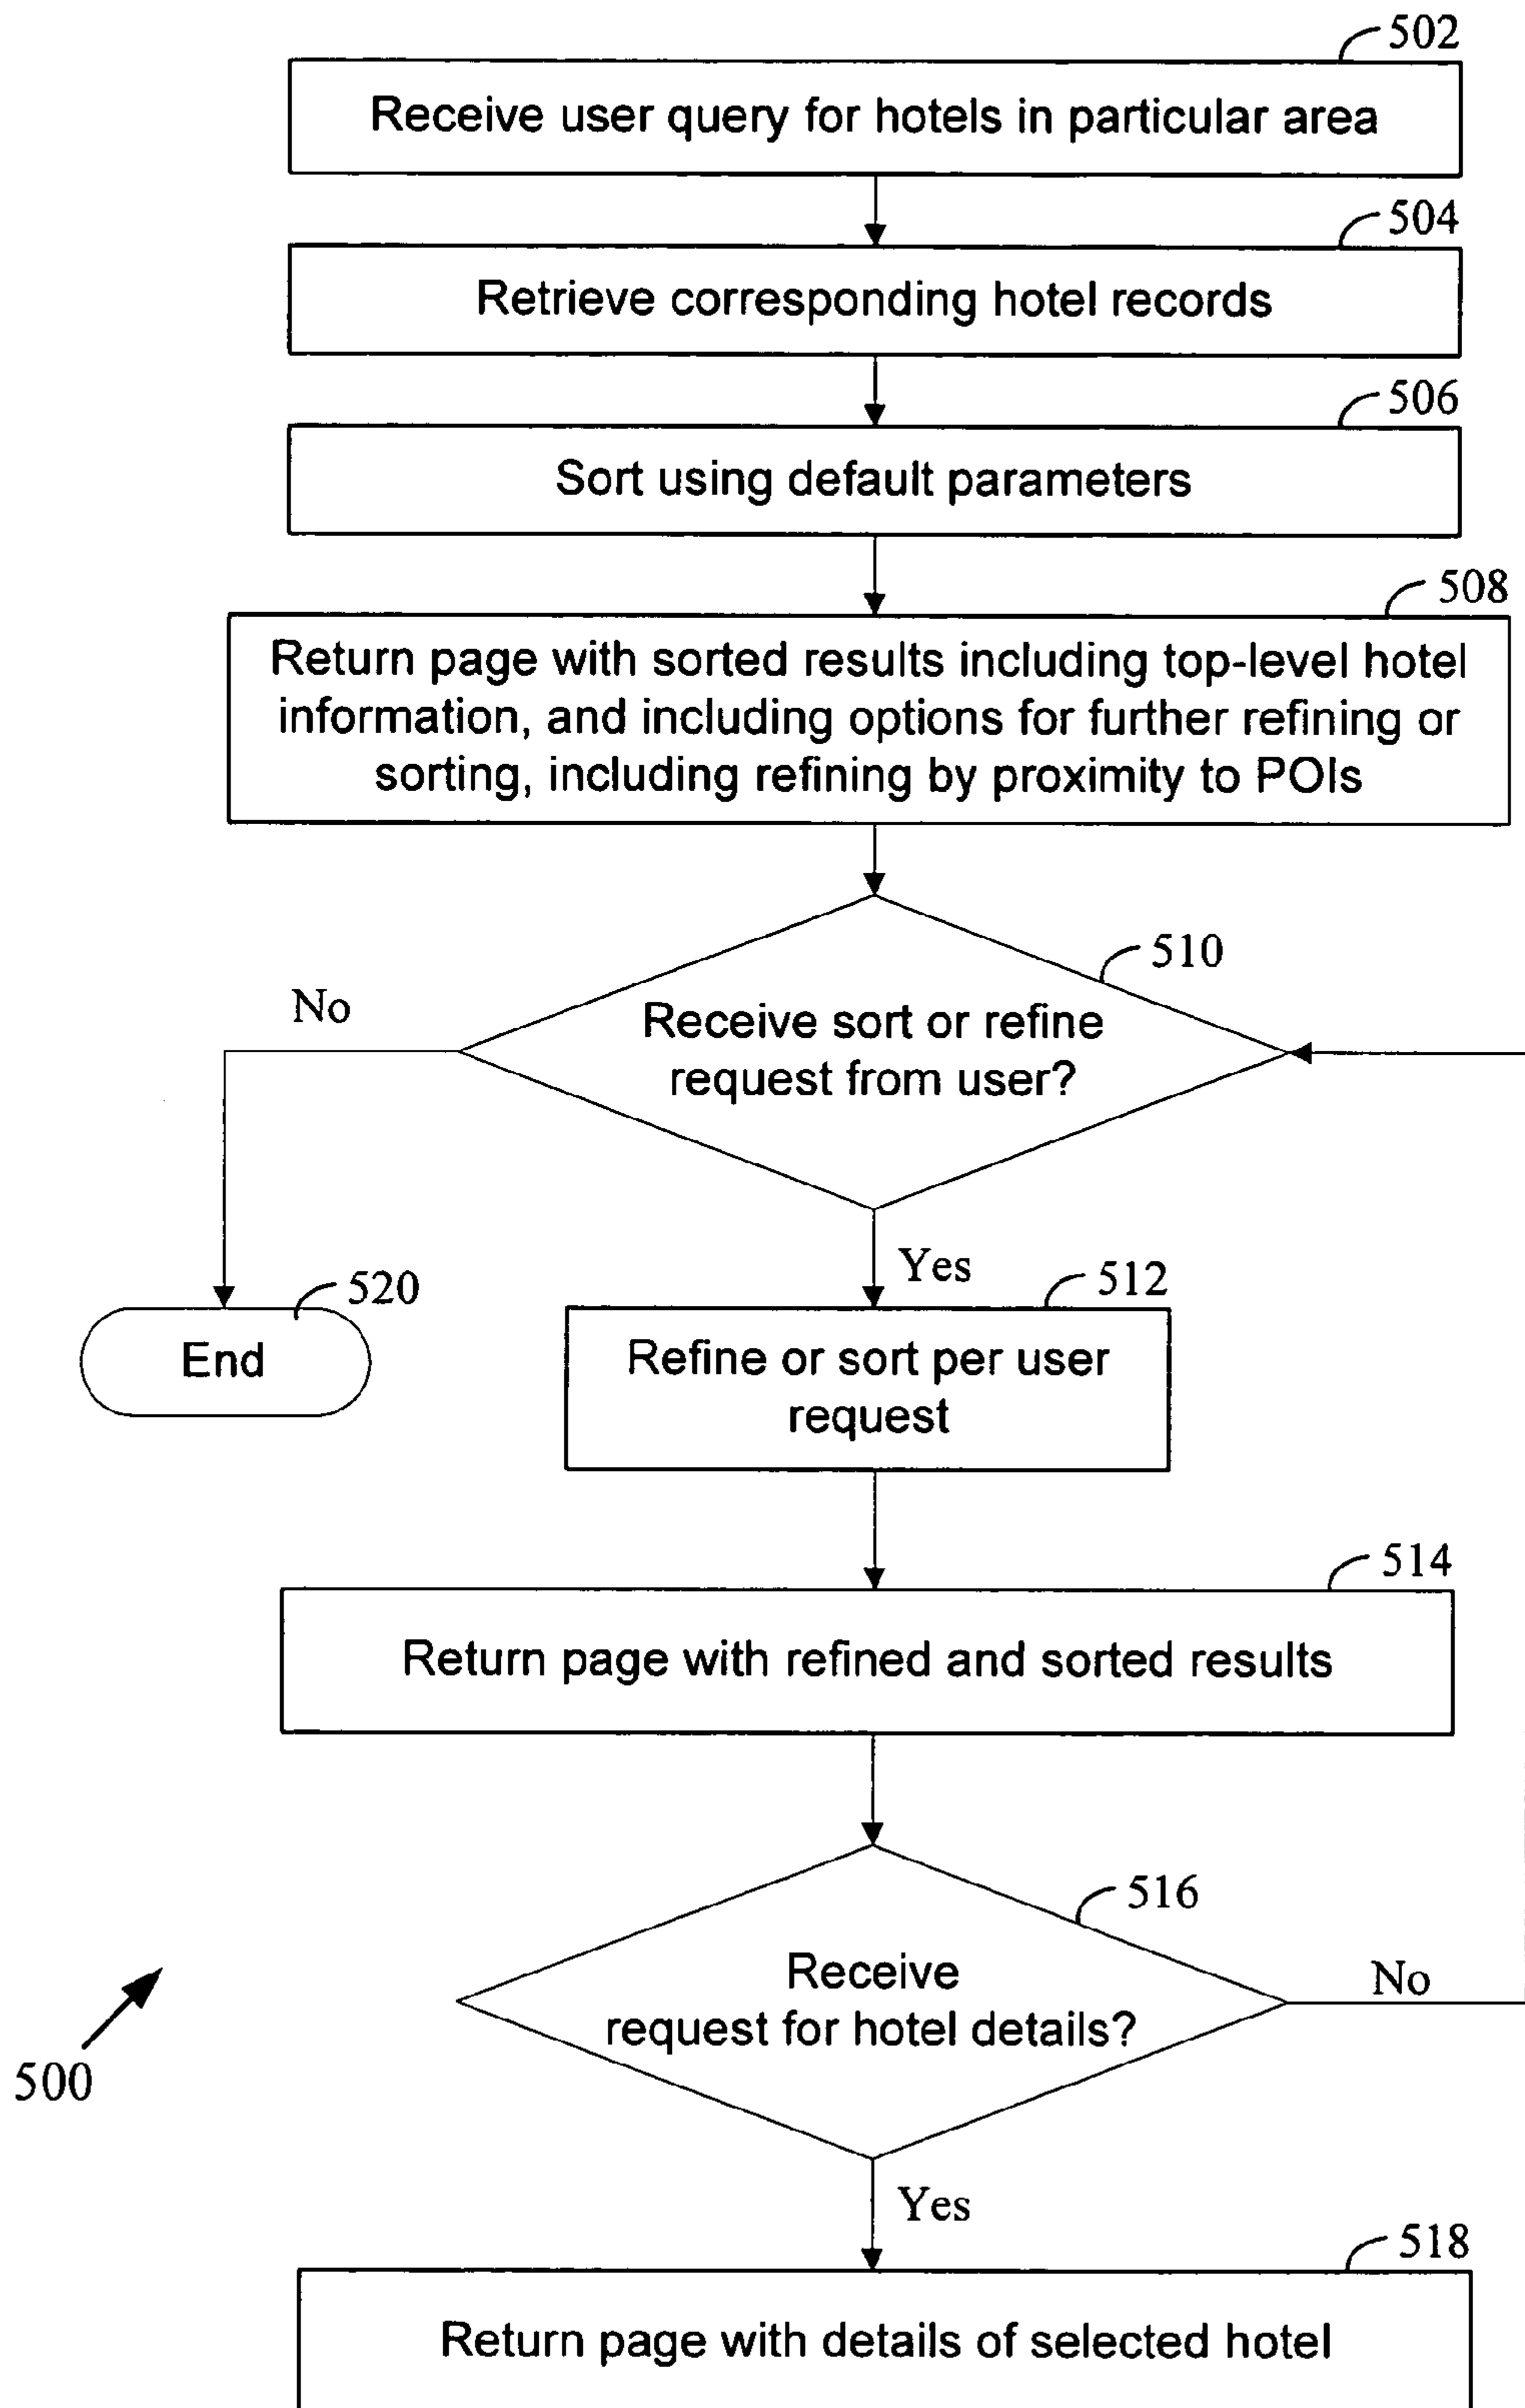 502
Receive user query for hotels in particular area
504
Retrieve corresponding hotel records
506
Sort using default parameters
508
Return page with sorted results including top-level hotel
information, and including options for further refining or
sorting, including refining by proximity to POIs
510
No
Receive sort or refine
request from user?
Yes
520
End
512
Refine or sort per user
request
514
Return page with refined and sorted results
516
Receive
request for hotel details?
No
500
Yes
518
Return page with details of selected hotel